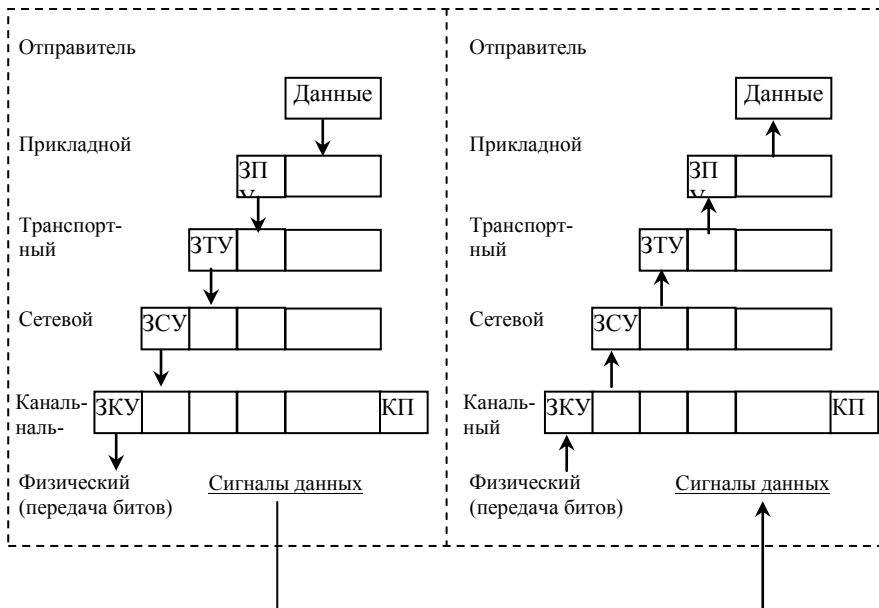 Отправитель
Данные
Прикладной
ЗП
У
Транспорт-
ный
ЗТУ
Сетевой
ЗСУ
Каналь-
наль-
ЗКУ
КП
Физический
(передача битов)
Сигналы данных
Отправитель
Данные
Прикладной
ЗП
У
Транспорт-
ный
ЗТУ
Сетевой
ЗСУ
Каналь-
ный
ЗКУ
КП
Физический
(передача битов)
Сигналы данных